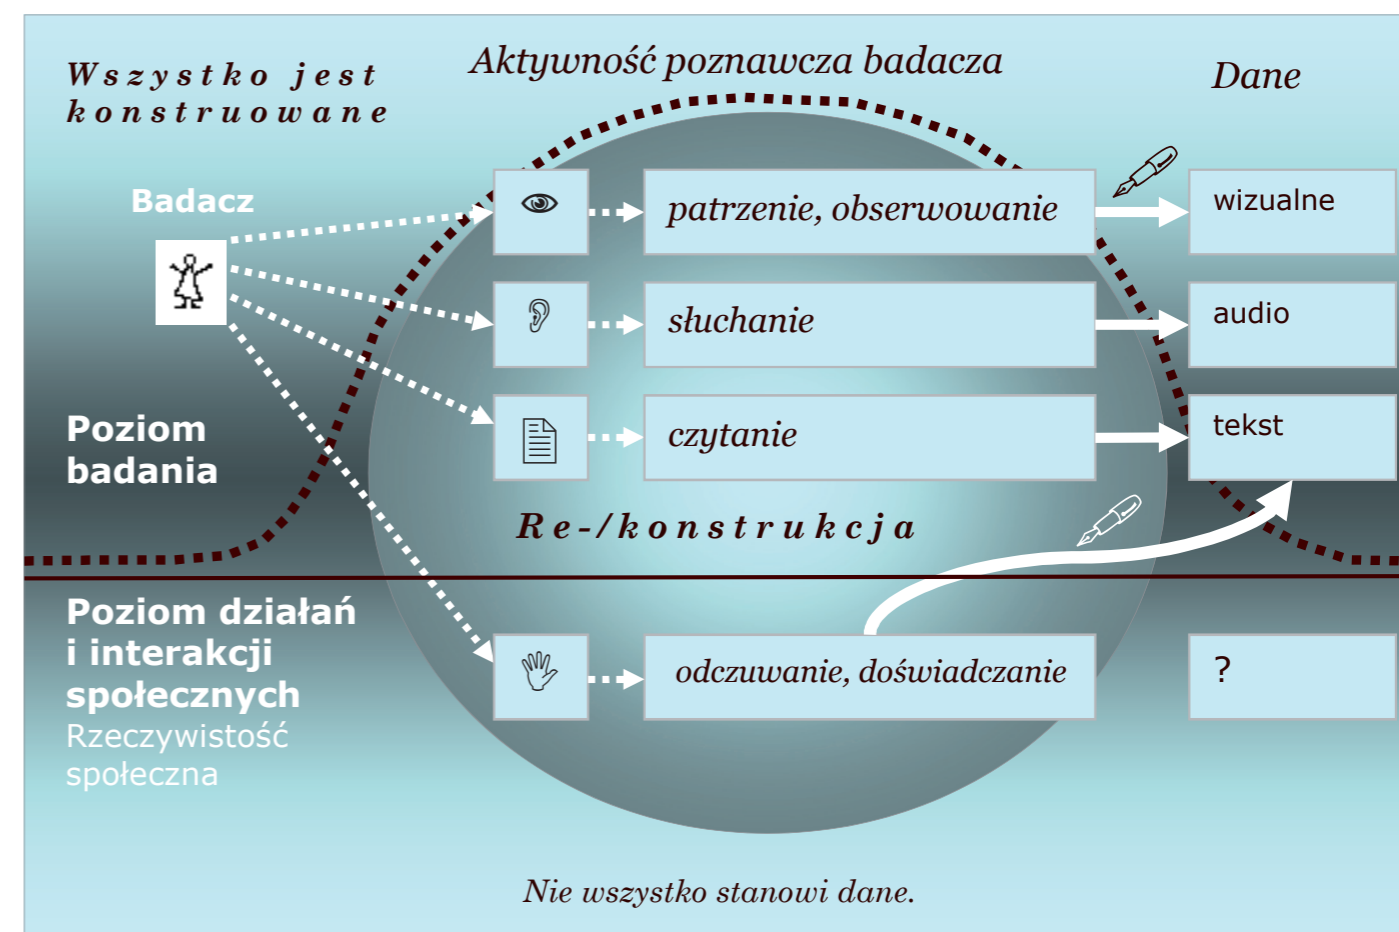 Wszystko jest
konstruowane
Aktywność poznawcza badacza
Dane
Badacz
patrzenie, obserwowanie
wizualne
słuchanie
audio
czytanie
tekst
Poziom
badania
Re-/konstrukcja
Poziom działań
i interakcji
społecznych
Rzeczywistość
społeczna
odczuwanie, doświadczanie
?
Nie wszystko stanowi dane.